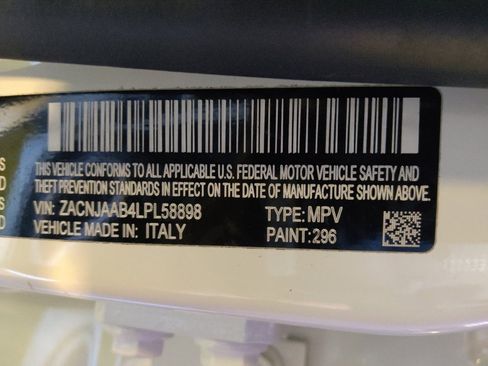 THIS VEHICLE CONFORMS TO ALL APPLICABLE U.S. FEDERAL MOTOR VEHICLE SAFETY AND
S
THEFT PREVENTION STANDARDS IN EFFECT ON THE DATE OF MANUFACTURE SHOWN ABOVE.
D
VIN: ZACNJAAB4LPL58898 TYPE: MPV
S
VEHICLE MADE IN: ITALY PAINT: 296
D